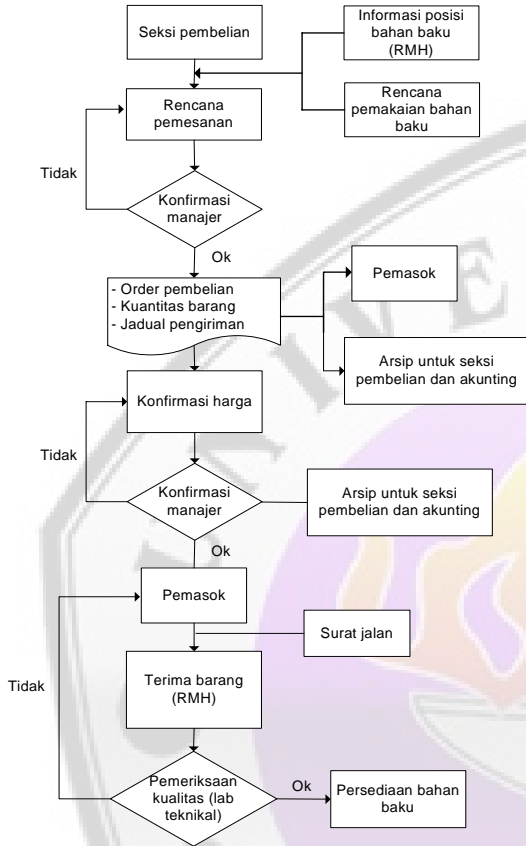 Seksi pembelian
Informasi posisi
bahan baku
(RMH)
Rencana
pemesanan
Rencana
pemakaian bahan
baku
Tidak
Konfirmasi
manajer
Ok
- Order pembelian
- Kuantitas barang
- Jadual pengiriman
Pemasok
Arsip untuk seksi
pembelian dan akunting
Konfirmasi harga
Tidak
Konfirmasi
manajer
Arsip untuk seksi
pembelian dan akunting
Ok
Pemasok
Surat jalan
Tidak
Terima barang
(RMH)
Pemeriksaan
kualitas (lab
teknikal)
Ok
Persediaan bahan
baku
UNIVE